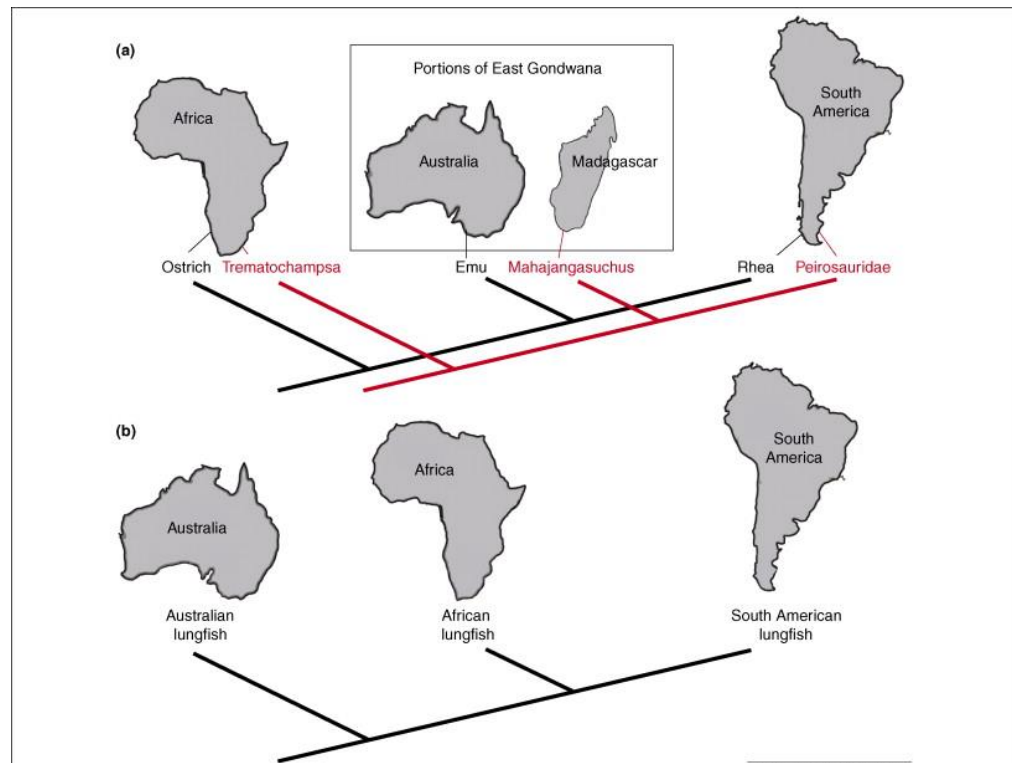 (a)
Portions of East Gondwana
Africa
Australia
Madagascar
South
America
Ostrich
Trematochampsa
Emu
Mahajangasuchus
Rhea
Peirosauridae
(b)
Australia
Africa
South
America
Australian
lungfish
African
lungfish
South American
lungfish